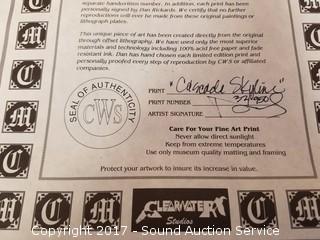 separate handwritten number. In addition, each print has been
personally signed by Dan Rickards. We certify that no further
reproductions will ever be made from these original paintings or
lithograph plates.
This unique piece of art has been created directly from the original
through offset lithography. We have used only the most superior
materials and technology including 100% acid free paper and fade
resistant ink. Dan has hand chosen each limited edition print and
personally proofed every step of reproduction by CW'S or affiliated
companies.
SEAL OF AUTHENTICITY
CWS
PRINT "Cascade Skyline"
PRINT NUMBER
ARTIST SIGNATURE
Care For Your Fine Art Print
Never allow direct sunlight
Keep from extreme temperatures
Use only museum quality matting and framing
Protect your artwork to insure its increase in value.
CLEARWATER
Studios
Copyright 2017 - Sound Auction Service